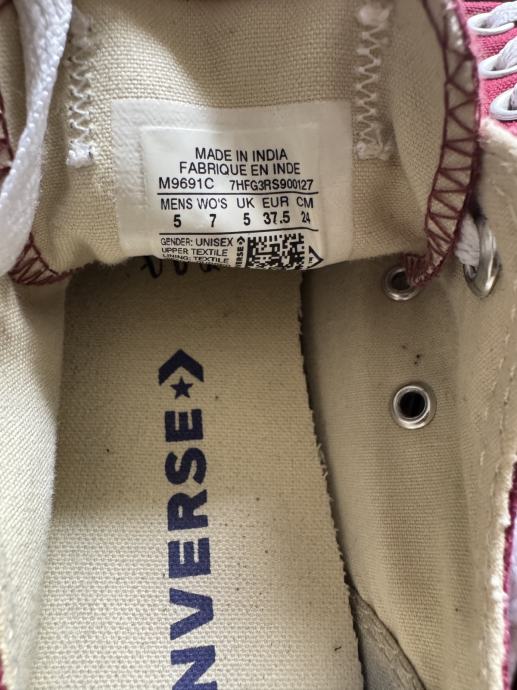 MADE IN INDIA
FABRIQUE EN INDE
M9691C 7HFG3RS900127
MENS WO'S UK EUR CM
5 7 5 37.5 24
GENDER: UNISEX
UPPER TEXTILE
LINING: TEXTILE
NVERSE